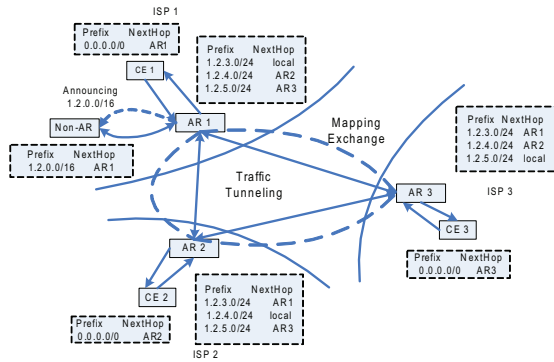 ISP 1
Prefix NextHop
0.0.0.0/0 AR1
Prefix NextHop
1.2.3.0/24 local
1.2.4.0/24 AR2
1.2.5.0/24 AR3
CE 1
Announcing
1.2.0.0/16
Non-AR
AR 1
Mapping
Exchange
Prefix NextHop
1.2.3.0/24 AR1
1.2.4.0/24 AR2
1.2.5.0/24 local
Prefix NextHop
1.2.0.0/16 AR1
Traffic
Tunneling
AR 3
ISP 3
CE 3
AR 2
Prefix NextHop
0.0.0.0/0 AR3
CE 2
Prefix NextHop
1.2.3.0/24 AR1
1.2.4.0/24 local
1.2.5.0/24 AR3
Prefix NextHop
0.0.0.0/0 AR2
ISP 2